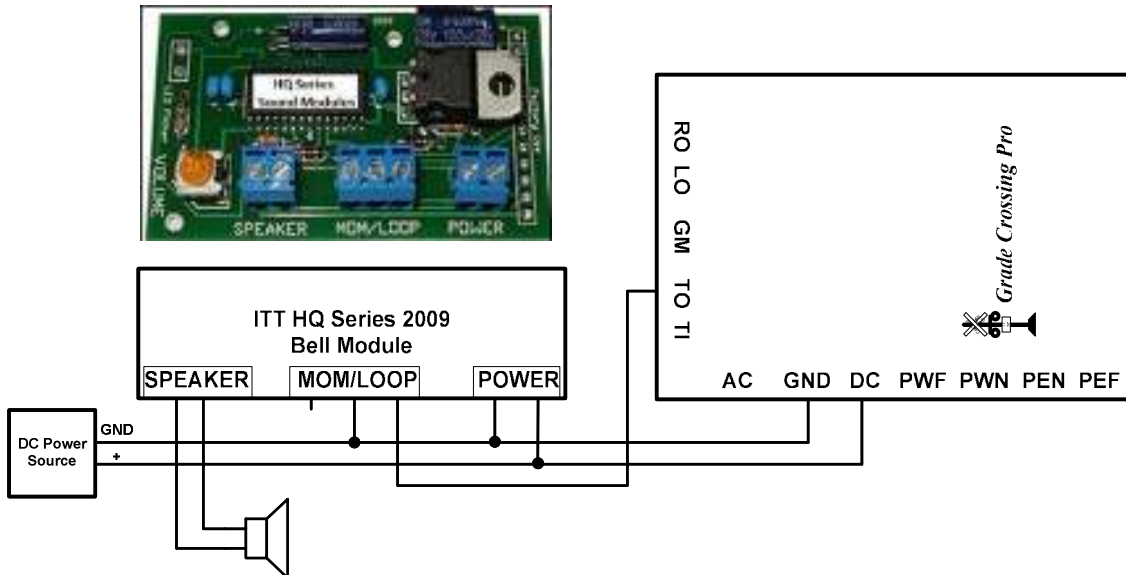 HQ Series
Sound Modules
VOLUME
SPEAKER MOM/LOOP POWER
ITT HQ Series 2009
Bell Module
SPEAKER MOM/LOOP POWER
DC Power
Source
GND
+
RO LO GM TO TI
Grade Crossing Pro
AC GND DC PWF PWN PEN PEF